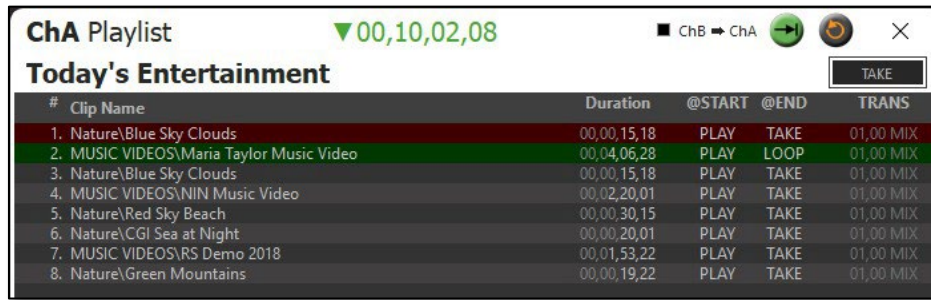 ChA Playlist ▼00,10,02,08 ■ ChB ➡ ChA
Today's Entertainment TAKE
# Clip Name Duration @START @END TRANS
1. Nature\Blue Sky Clouds 00,00,15,18 PLAY TAKE 01,00 MIX
2. MUSIC VIDEOS\Maria Taylor Music Video 00,04,06,28 PLAY LOOP 01,00 MIX
3. Nature\Blue Sky Clouds 00,00,15,18 PLAY TAKE 01,00 MIX
4. MUSIC VIDEOS\NIN Music Video 00,02,20,01 PLAY TAKE 01,00 MIX
5. Nature\Red Sky Beach 00,00,30,15 PLAY TAKE 01,00 MIX
6. Nature\CGI Sea at Night 00,00,20,01 PLAY TAKE 01,00 MIX
7. MUSIC VIDEOS\RS Demo 2018 00,01,53,22 PLAY TAKE 01,00 MIX
8. Nature\Green Mountains 00,00,19,22 PLAY TAKE 01,00 MIX